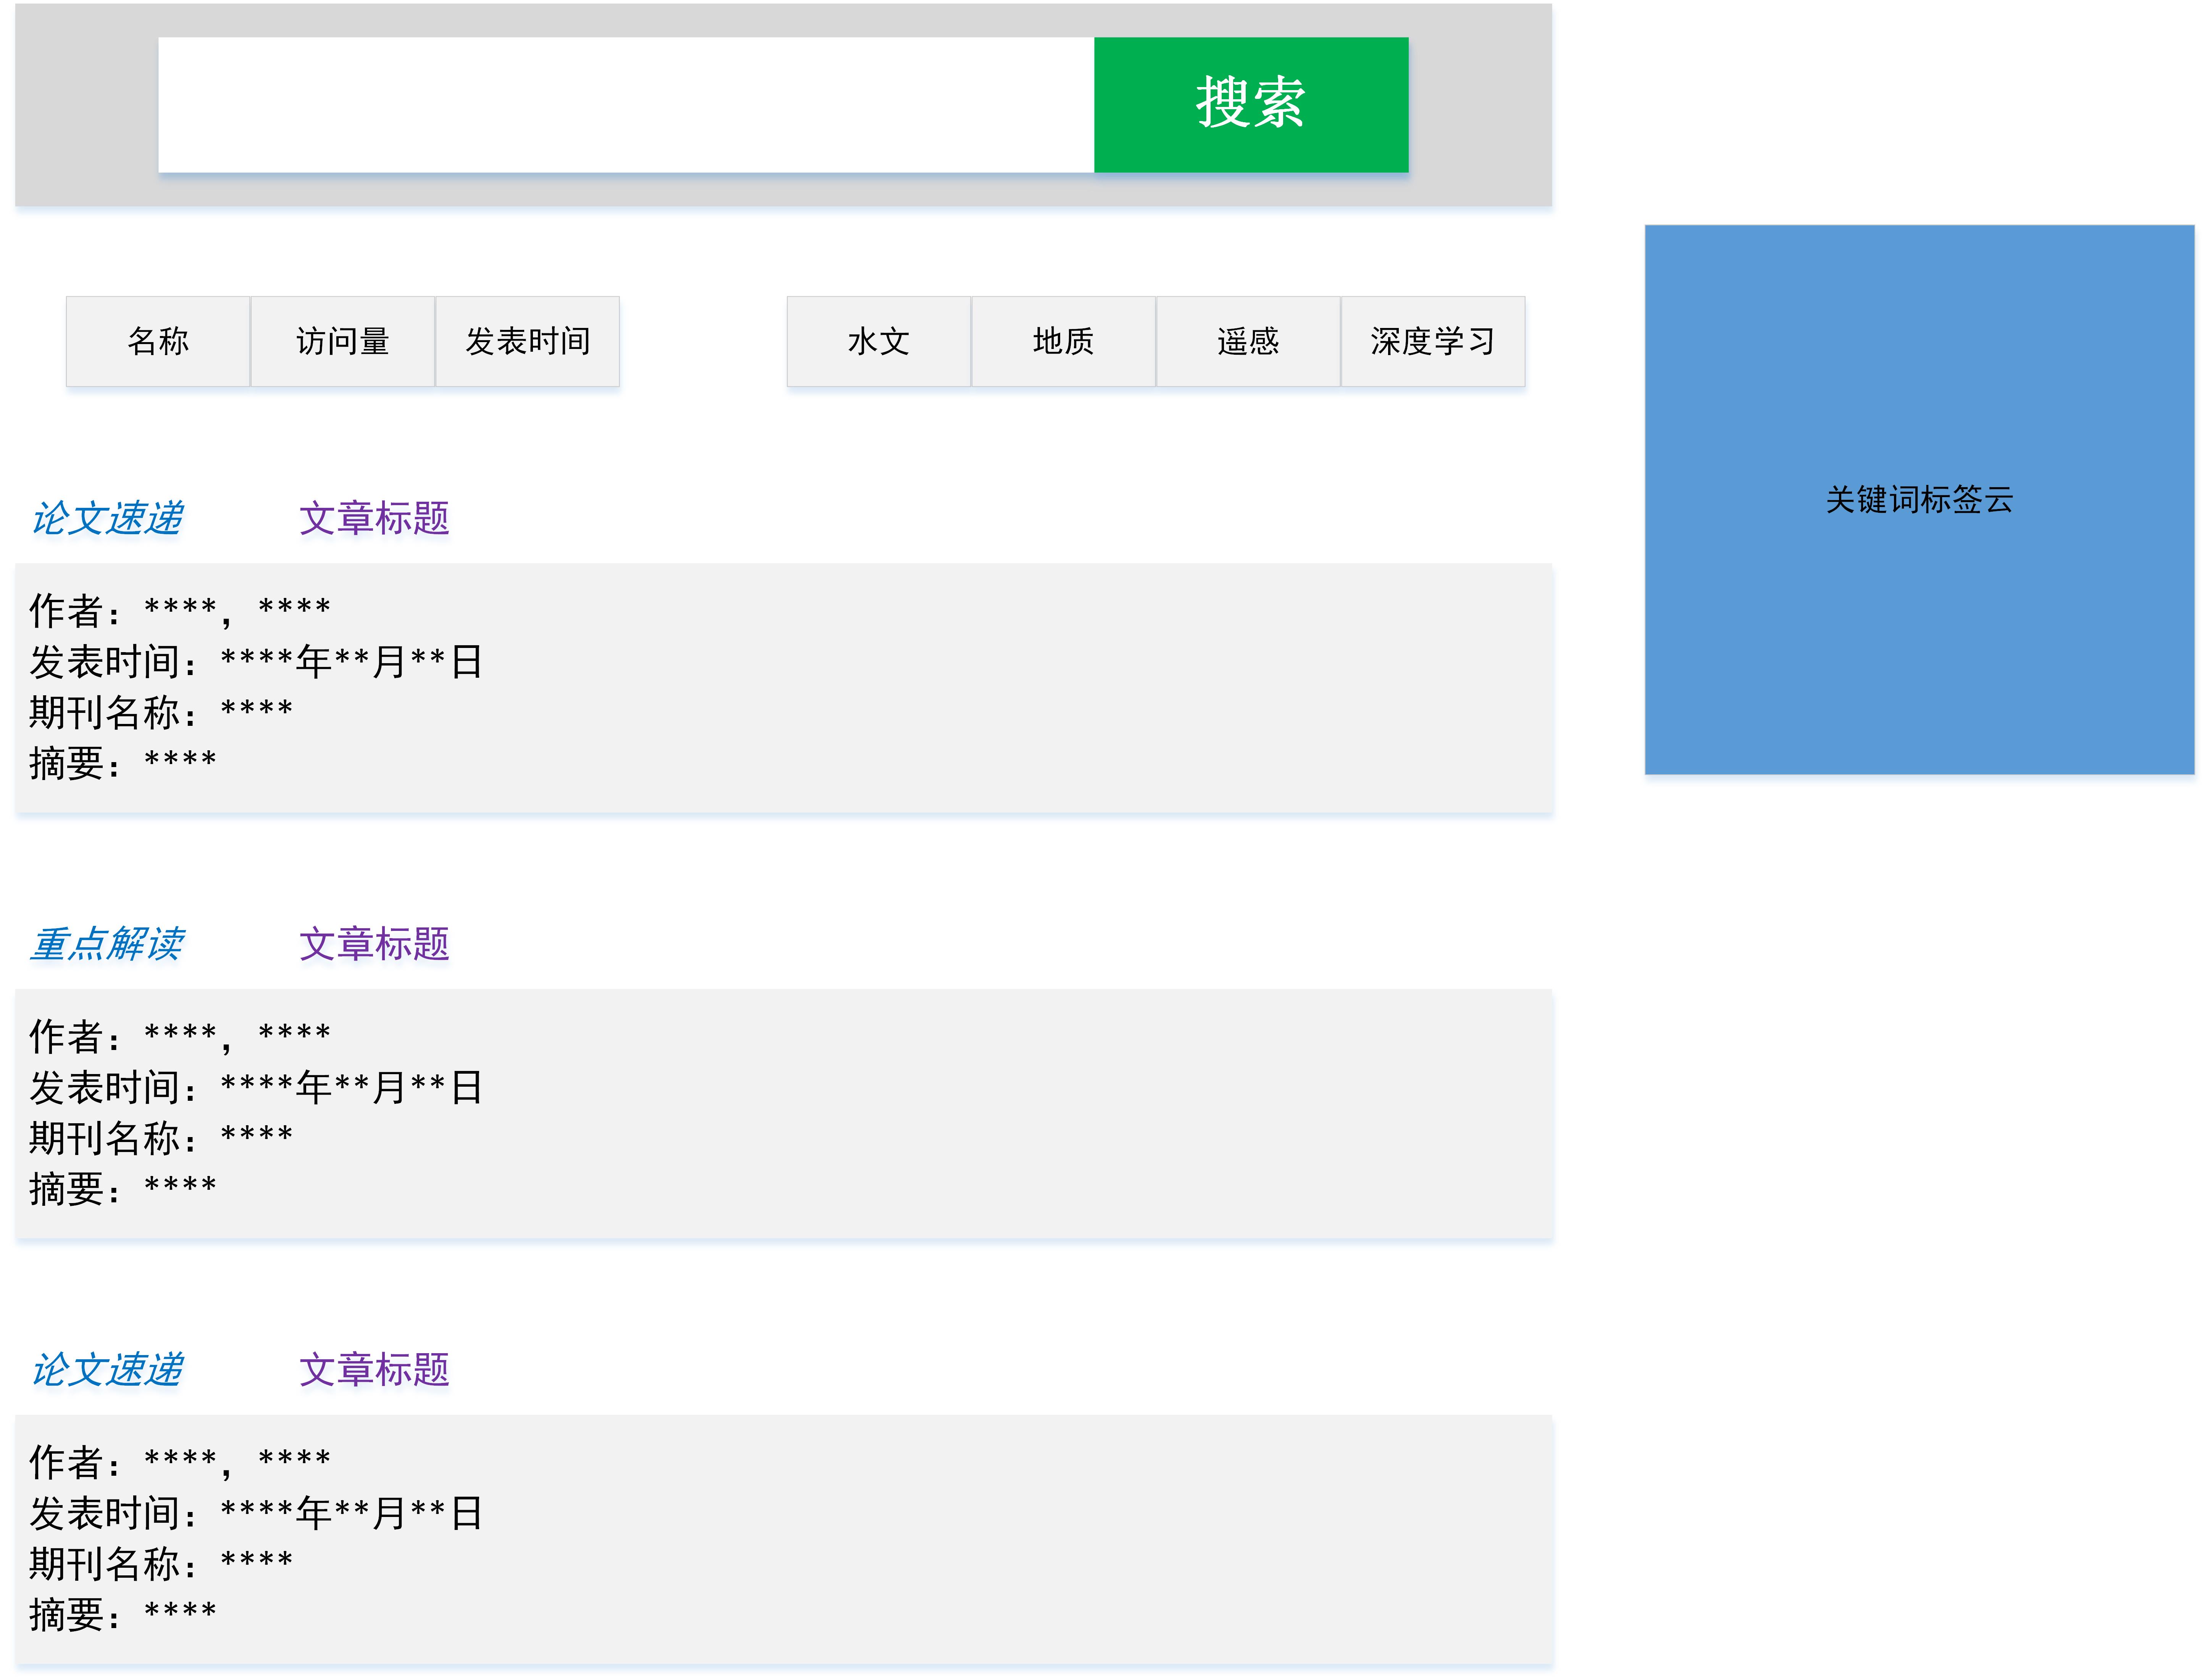 搜索
名称 访问量 发表时间 水文 地质 遥感 深度学习
关键词标签云
论文速递 文章标题
作者：****，****
发表时间：****年**月**日
期刊名称：****
摘要：****
重点解读 文章标题
作者：****，****
发表时间：****年**月**日
期刊名称：****
摘要：****
论文速递 文章标题
作者：****，****
发表时间：****年**月**日
期刊名称：****
摘要：****